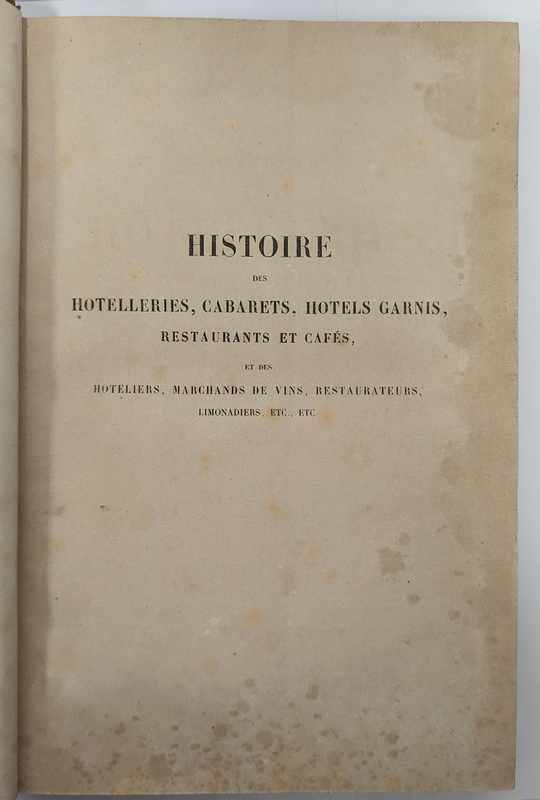 HISTOIRE
DES
HOTELLERIES, CABARETS, HOTELS GARNIS,
RESTAURANTS ET CAFÉS,
ET DES
HOTELIERS, MARCHANDS DE VINS, RESTAURATEURS,
LIMONADIERS, ETC., ETC.